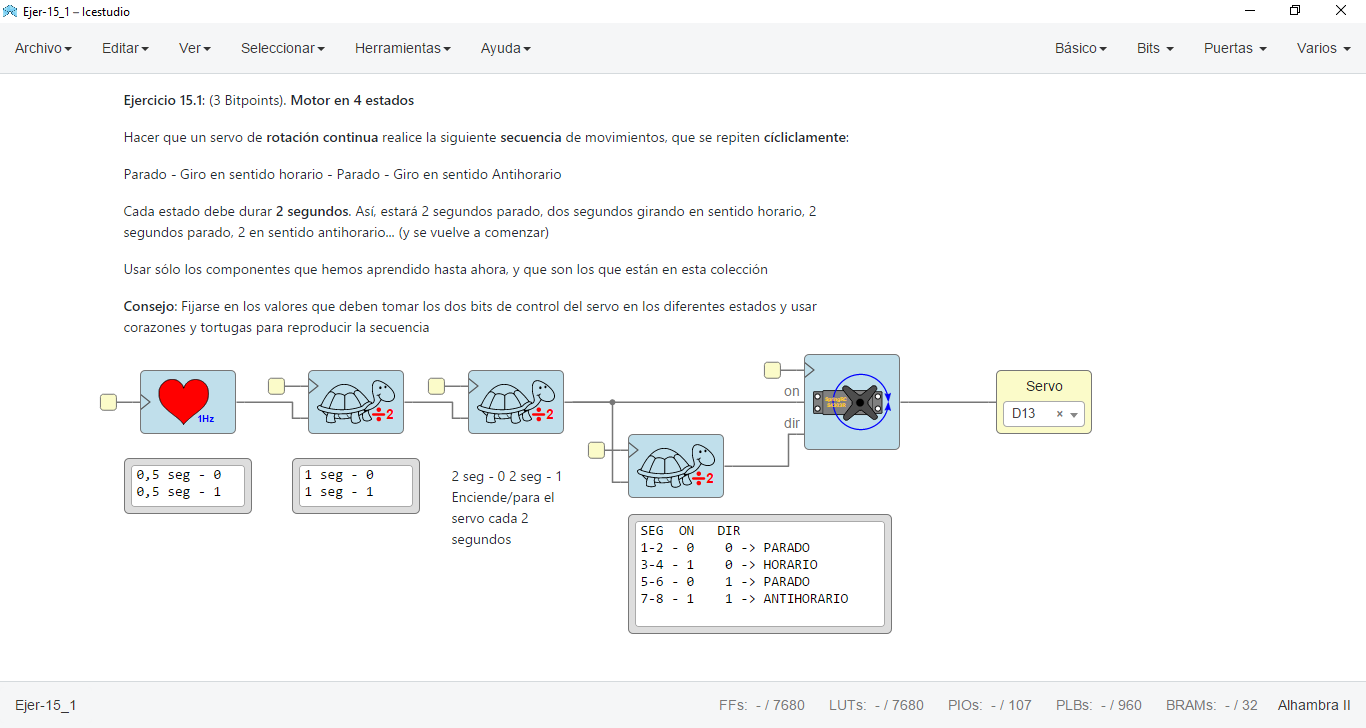 Ejer-15_1 – Icestudio
Archivo Editar Ver Seleccionar Herramientas Ayuda Básico Bits Puertas Varios
Ejercicio 15.1: (3 Bitpoints). Motor en 4 estados
Hacer que un servo de rotación continua realice la siguiente secuencia de movimientos, que se repiten cícliclamente:
Parado - Giro en sentido horario - Parado - Giro en sentido Antihorario
Cada estado debe durar 2 segundos. Así, estará 2 segundos parado, dos segundos girando en sentido horario, 2
segundos parado, 2 en sentido antihorario... (y se vuelve a comenzar)
Usar sólo los componentes que hemos aprendido hasta ahora, y que son los que están en esta colección
Consejo: Fijarse en los valores que deben tomar los dos bits de control del servo en los diferentes estados y usar
corazones y tortugas para reproducir la secuencia
1Hz
÷2
÷2
÷2
on
dir
Servo
D13 ×
0,5 seg - 0
0,5 seg - 1
1 seg - 0
1 seg - 1
2 seg - 0 2 seg - 1
Enciende/para el
servo cada 2
segundos
SEG ON DIR
1-2 - 0 0 -> PARADO
3-4 - 1 0 -> HORARIO
5-6 - 0 1 -> PARADO
7-8 - 1 1 -> ANTIHORARIO
Ejer-15_1 FFs: - / 7680 LUTs: - / 7680 PIOs: - / 107 PLBs: - / 960 BRAMs: - / 32 Alhambra II